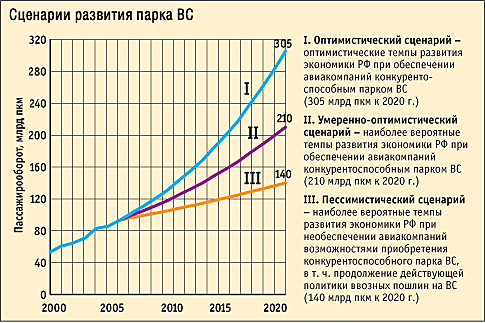 Сценарии развития парка ВС
Пассажирооборот, млрд пкм
320
280
240
200
160
120
80
40
0
2000
2005
2010
2015
2020
305
210
140
I
II
III
I. Оптимистический сценарий –
оптимистические темпы развития
экономики РФ при обеспечении
авиакомпаний конкуренто-
способным парком ВС
(305 млрд пкм к 2020 г.)
II. Умеренно-оптимистический
сценарий – наиболее вероятные
темпы развития экономики РФ при
обеспечении авиакомпаний
конкурентоспособным парком ВС
(210 млрд пкм к 2020 г.)
III. Пессимистический сценарий
– наиболее вероятные темпы
развития экономики РФ при
необеспечении авиакомпаний
возможностями приобретения
конкурентоспособного парка ВС,
в т. ч. продолжение действующей
политики ввозных пошлин на ВС
(140 млрд пкм к 2020 г.)